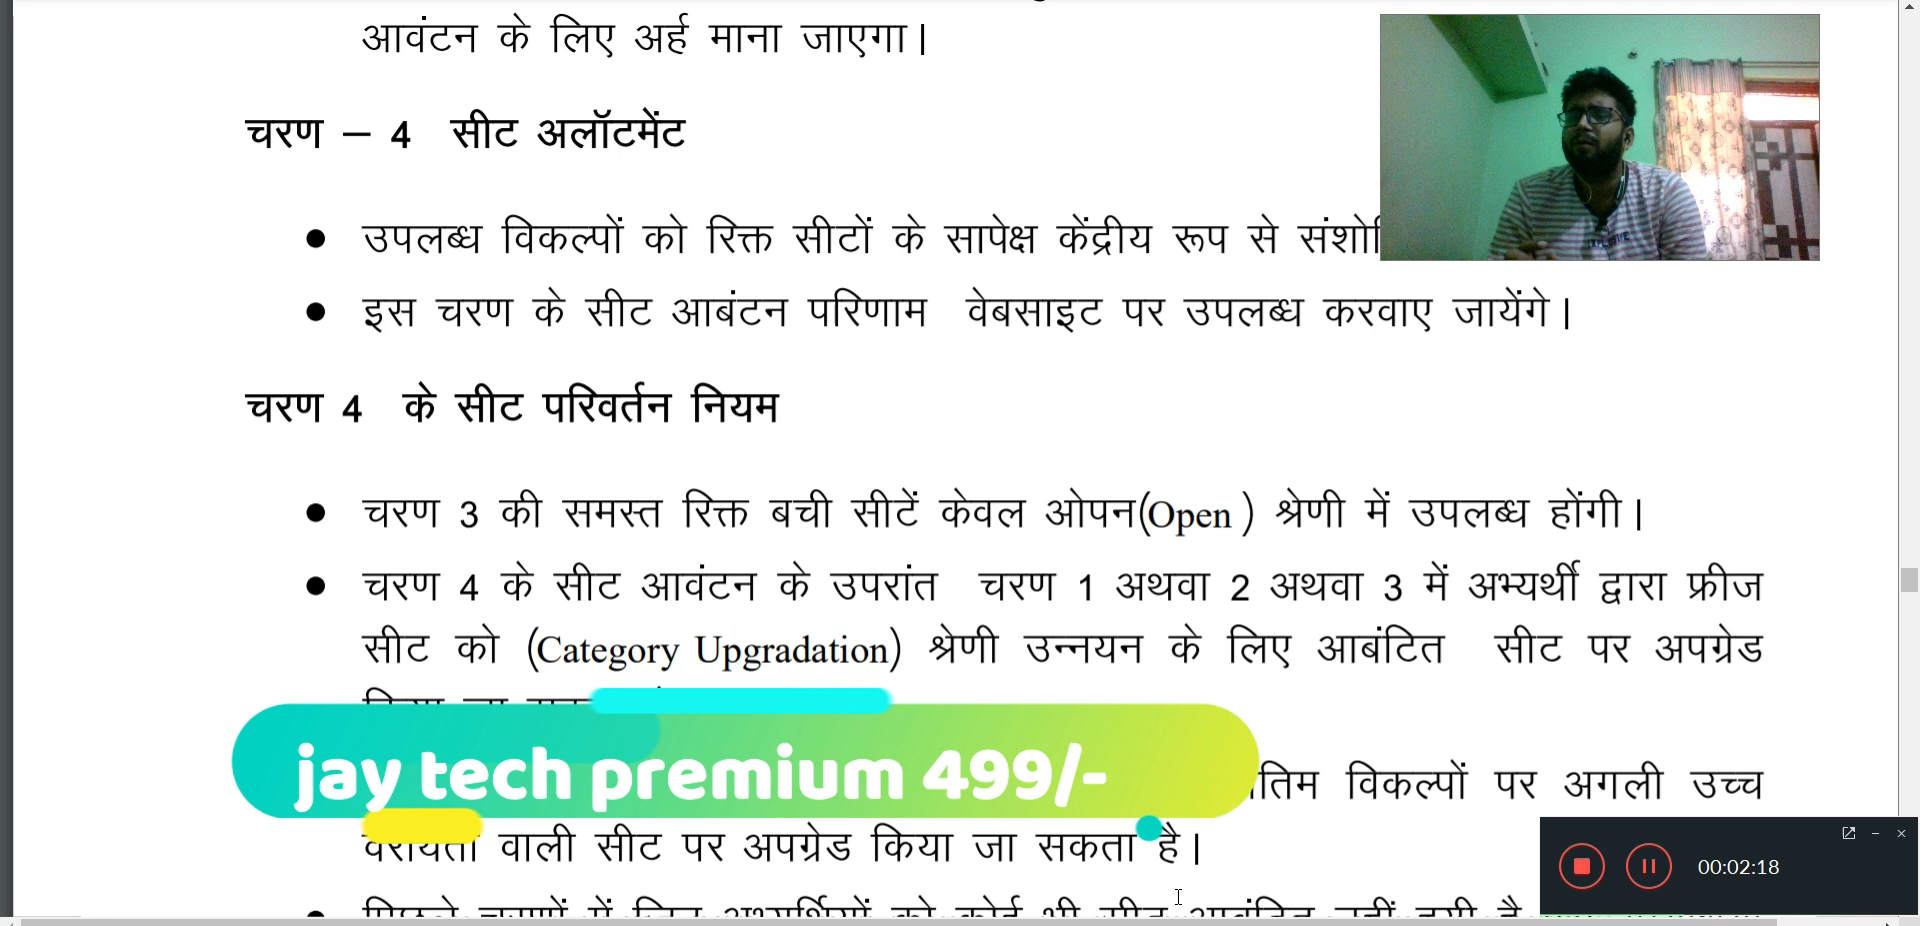 आवंटन के लिए अर्ह माना जाएगा।
चरण – 4 सीट अलॉटमेंट
● उपलब्ध विकल्पों को रिक्त सीटों के सापेक्ष केंद्रीय रूप से
● इस चरण के सीट आबंटन परिणाम वेबसाइट पर उपलब्ध करवाए जायेंगे।
चरण 4 के सीट परिवर्तन नियम
● चरण 3 की समस्त रिक्त बची सीटें केवल ओपन(Open ) श्रेणी में उपलब्ध होंगी।
● चरण 4 के सीट आवंटन के उपरांत चरण 1 अथवा 2 अथवा 3 में अभ्यर्थी द्वारा फ्रीज
सीट को (Category Upgradation) श्रेणी उन्नयन के लिए आबंटित सीट पर अपग्रेड
jay tech premium 499/-
विकल्पों पर अगली उच्च
वाली सीट पर अपग्रेड किया जा सकता है।
00:02:18